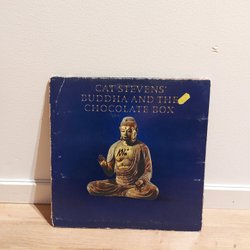 CAT STEVENS'
BUDDHA AND THE
CHOCOLATE BOX